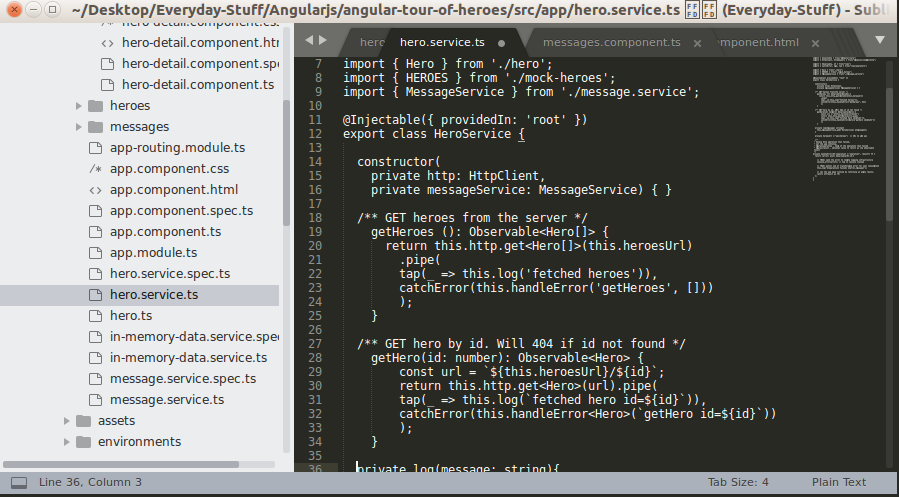 ~/Desktop/Everyday-Stuff/Angularjs/angular-tour-of-heroes/src/app/hero.service.ts (Everyday-Stuff) - Subl
hero-detail.component.css
hero-detail.component.htr
hero-detail.component.spe
hero-detail.component.ts
heroes
messages
app-routing.module.ts
app.component.css
app.component.html
app.component.spec.ts
app.component.ts
app.module.ts
hero.service.spec.ts
hero.service.ts
hero.ts
in-memory-data.service.spec
in-memory-data.service.ts
message.service.spec.ts
message.service.ts
assets
environments
hero
hero.service.ts
messages.component.ts
mponent.html
7 import { Hero } from './hero';
8 import { HEROES } from './mock-heroes';
9 import { MessageService } from './message.service';
10
11 @Injectable({ providedIn: 'root' })
12 export class HeroService {
13
14 constructor(
15 private http: HttpClient,
16 private messageService: MessageService) { }
17
18 /** GET heroes from the server */
19 getHeroes (): Observable<Hero[]> {
20 return this.http.get<Hero[]>(this.heroesUrl)
21 .pipe(
22 tap(_ => this.log('fetched heroes')),
23 catchError(this.handleError('getHeroes', []))
24 );
25 }
26
27 /** GET hero by id. Will 404 if id not found */
28 getHero(id: number): Observable<Hero> {
29 const url = `${this.heroesUrl}/${id}`;
30 return this.http.get<Hero>(url).pipe(
31 tap(_ => this.log(`fetched hero id=${id}`)),
32 catchError(this.handleError<Hero>(`getHero id=${id}`))
33 );
34 }
35
36 private log(message: string){
Line 36, Column 3
Tab Size: 4
Plain Text